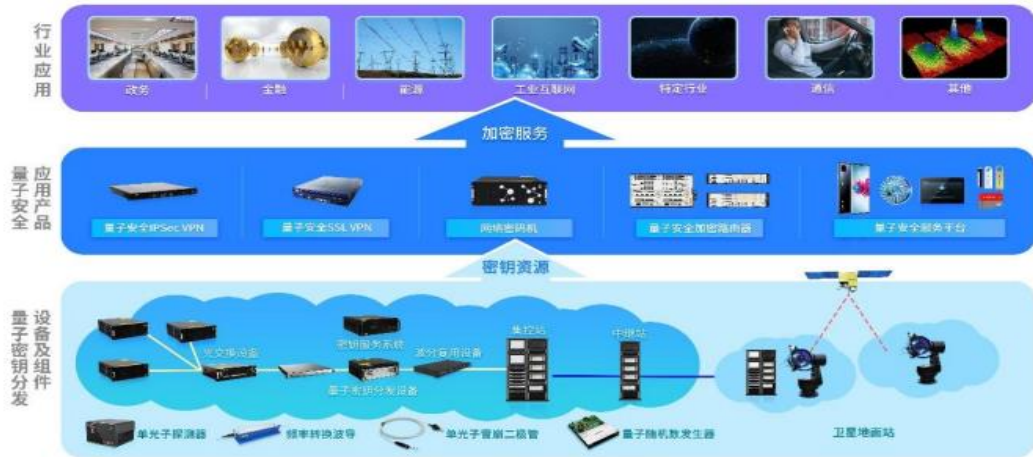 行业应用
政务
金融
能源
工业互联网
特定行业
通信
其他
加密服务
量子安全
应用产品
量子安全IPSec VPN
量子安全SSL VPN
网络密码机
量子安全加密路由器
量子安全服务平台
密钥资源
量子密钥分发
设备及组件
光交换设备
密钥服务系统
量子密钥分发设备
波分复用设备
集控站
中继站
单光子探测器
频率转换波导
单光子雪崩二极管
量子随机数发生器
卫星地面站